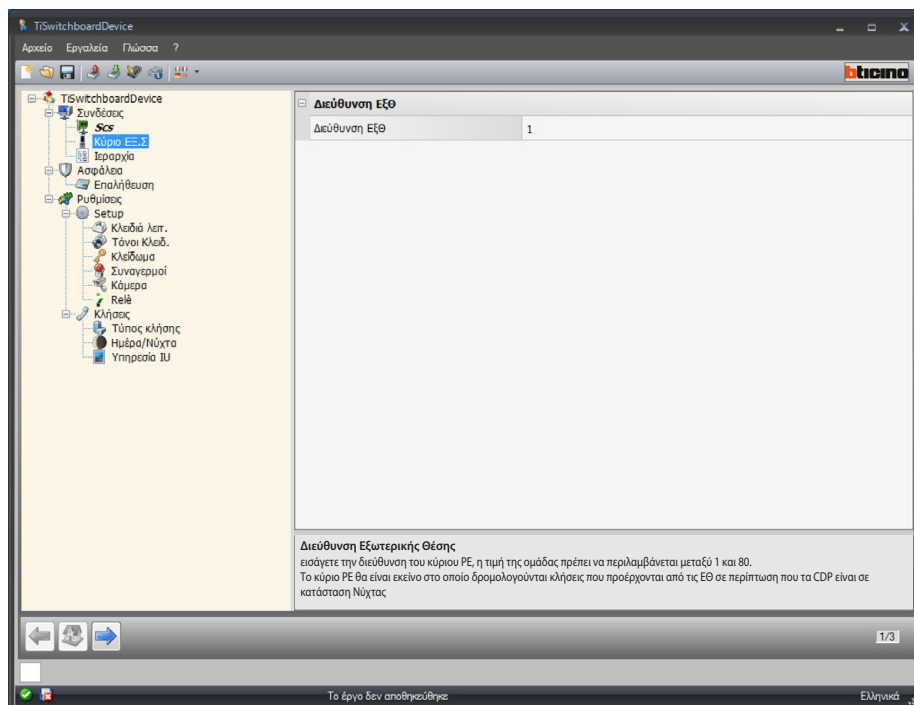 TiSwitchboardDevice
Αρχείο Εργαλεία Γλώσσα ?
bticino
TiSwitchboardDevice
Συνδέσεις
Scs
Κύριο ΕΞ.Σ
Ιεραρχία
Ασφάλεια
Επαλήθευση
Ρυθμίσεις
Setup
Κλειδιά λειτ.
Τόνοι Κλειδ.
Κλείδωμα
Συναγερμοί
Κάμερα
Relè
Κλήσεις
Τύπος κλήσης
Ημέρα/Νύχτα
Υπηρεσία IU
Διεύθυνση ΕξΘ
Διεύθυνση ΕξΘ 1
Διεύθυνση Εξωτερικής Θέσης
εισάγετε την διεύθυνση του κύριου PE, η τιμή της ομάδας πρέπει να περιλαμβάνεται μεταξύ 1 και 80.
Το κύριο PE θα είναι εκείνο στο οποίο δρομολογούνται κλήσεις που προέρχονται από τις ΕΘ σε περίπτωση που τα CDP είναι σε
κατάσταση Νύχτας
1/3
Το έργο δεν αποθηκεύθηκε
Ελληνικά